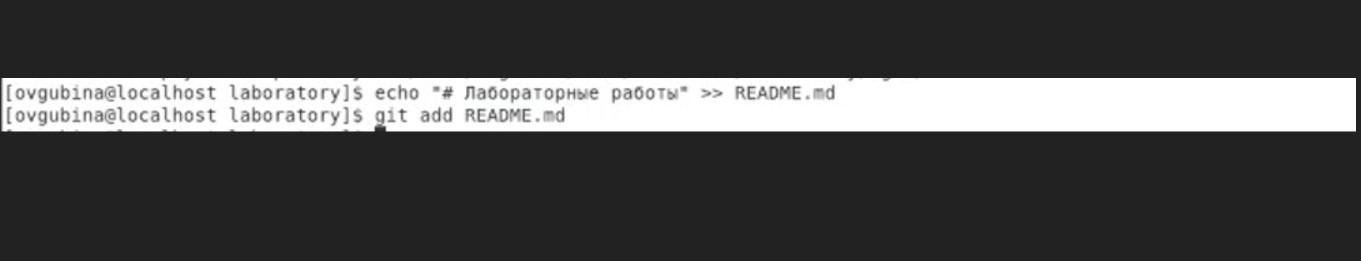 [ovgubina@localhost laboratory]$ echo "# Лабораторные работы" >> README.md
[ovgubina@localhost laboratory]$ git add README.md